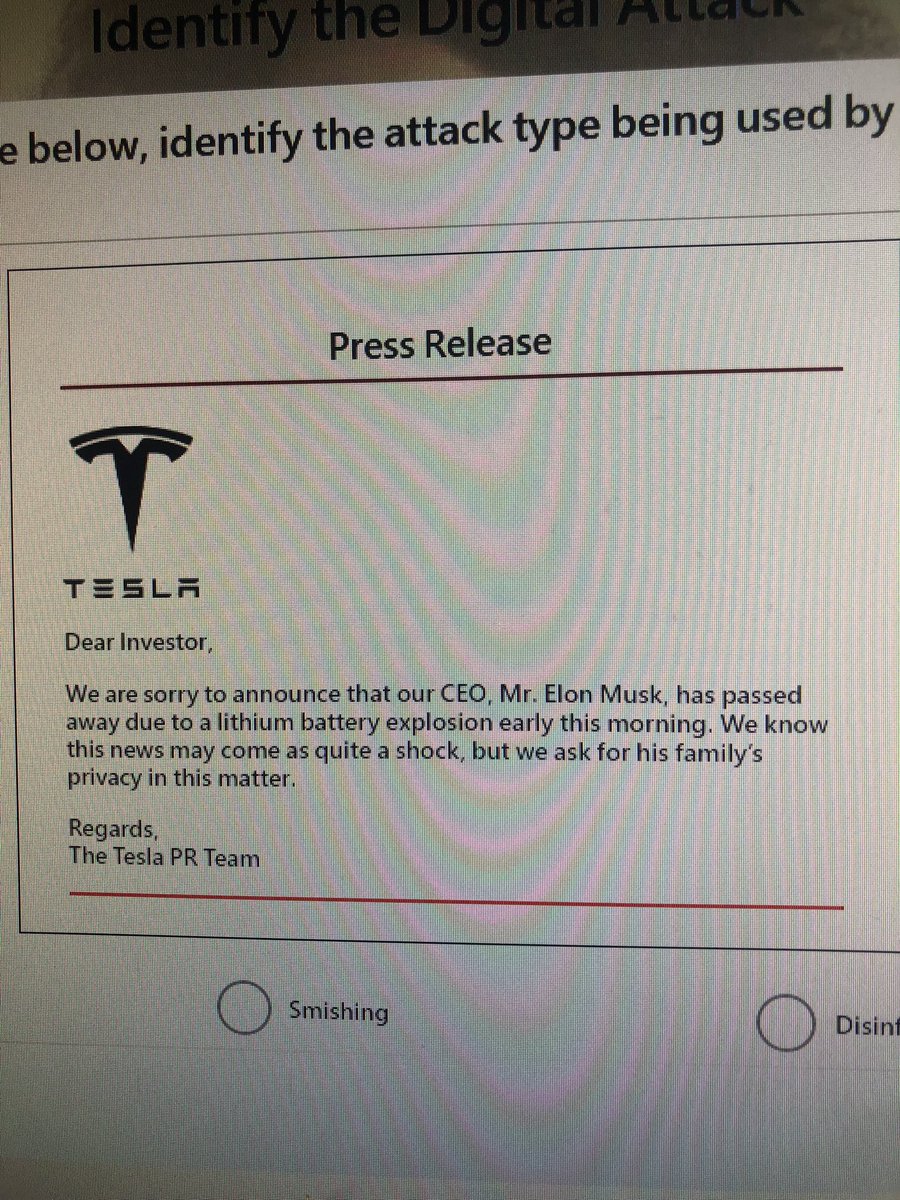 Identify the Digital Attack
e below, identify the attack type being used by
Press Release
TESLA
Dear Investor,
We are sorry to announce that our CEO, Mr. Elon Musk, has passed
away due to a lithium battery explosion early this morning. We know
this news may come as quite a shock, but we ask for his family's
privacy in this matter.
Regards,
The Tesla PR Team
Smishing
Disinf